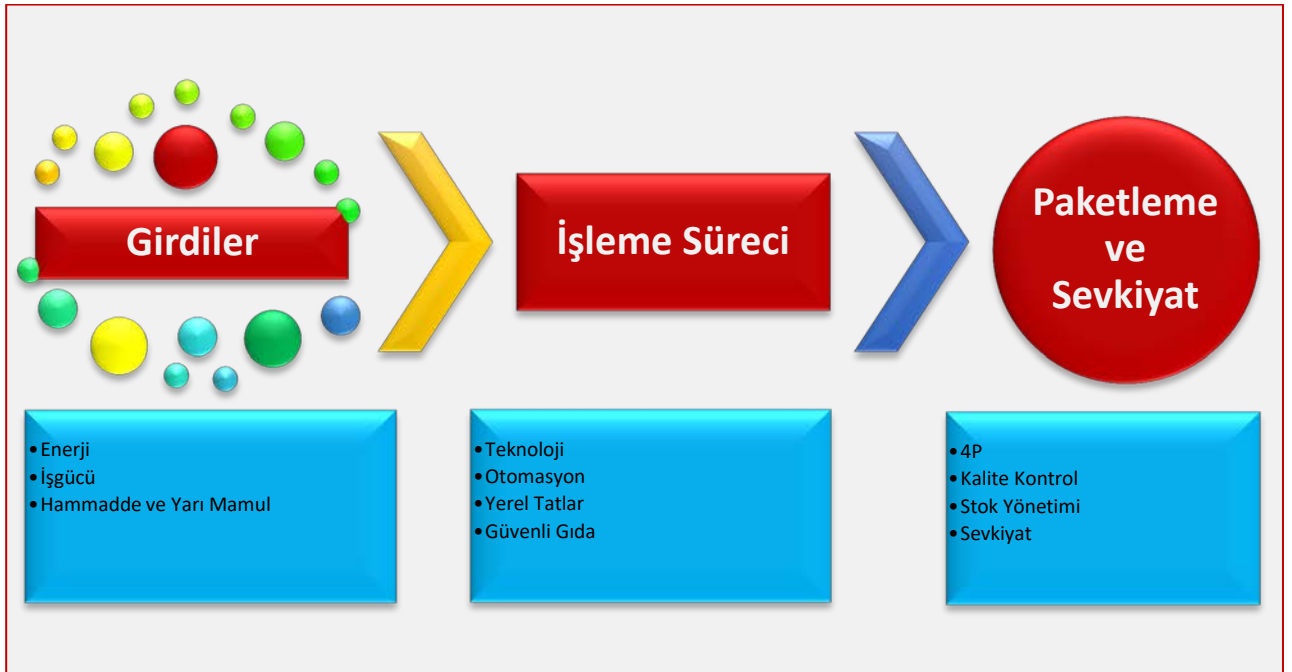 Girdiler
İşleme Süreci
Paketleme
ve
Sevkiyat
•Enerji
•İşgücü
•Hammadde ve Yarı Mamul
•Teknoloji
•Otomasyon
•Yerel Tatlar
•Güvenli Gıda
•4P
•Kalite Kontrol
•Stok Yönetimi
•Sevkiyat